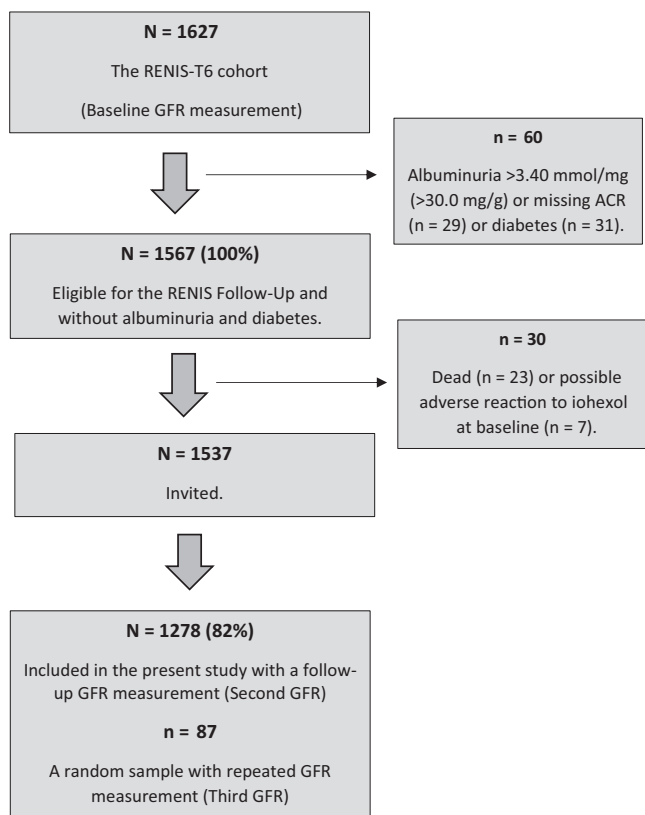 N = 1627
The RENIS-T6 cohort
(Baseline GFR measurement)
n = 60
Albuminuria >3.40 mmol/mg
(>30.0 mg/g) or missing ACR
(n = 29) or diabetes (n = 31).
N = 1567 (100%)
Eligible for the RENIS Follow-Up and
without albuminuria and diabetes.
n = 30
Dead (n = 23) or possible
adverse reaction to iohexol
at baseline (n = 7).
N = 1537
Invited.
N = 1278 (82%)
Included in the present study with a follow-
up GFR measurement (Second GFR)
n = 87
A random sample with repeated GFR
measurement (Third GFR)